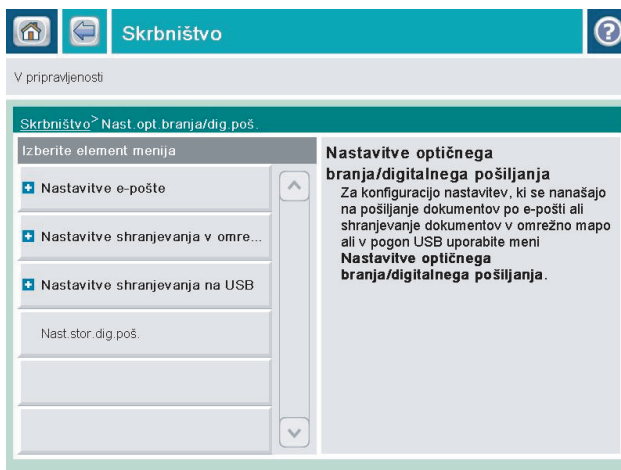 Skrbništvo
V pripravljenosti
Skrbništvo > Nast.opt.branja/dig.poš.
Izberite element menija
Nastavitve e-pošte
Nastavitve shranjevanja v omre...
Nastavitve shranjevanja na USB
Nast.stor.dig.poš.
Nastavitve optičnega
branja/digitalnega pošiljanja
Za konfiguracijo nastavitev, ki se nanašajo
na pošiljanje dokumentov po e-pošti ali
shranjevanje dokumentov v omrežno mapo
ali v pogon USB uporabite meni
Nastavitve optičnega
branja/digitalnega pošiljanja.